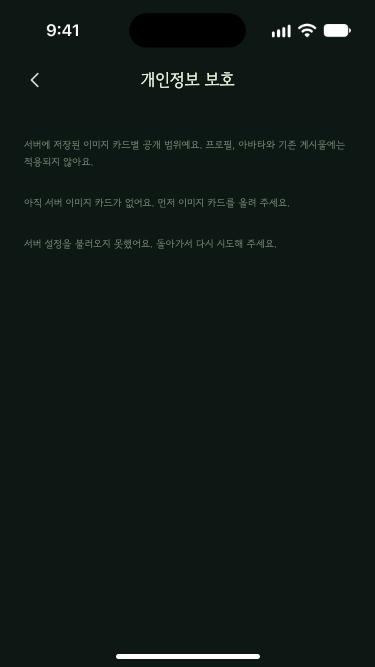 9:41
개인정보 보호
서버에 저장된 이미지 카드별 공개 범위예요. 프로필, 아바타와 기존 게시물에는
적용되지 않아요.
아직 서버 이미지 카드가 없어요. 먼저 이미지 카드를 올려 주세요.
서버 설정을 불러오지 못했어요. 돌아가서 다시 시도해 주세요.